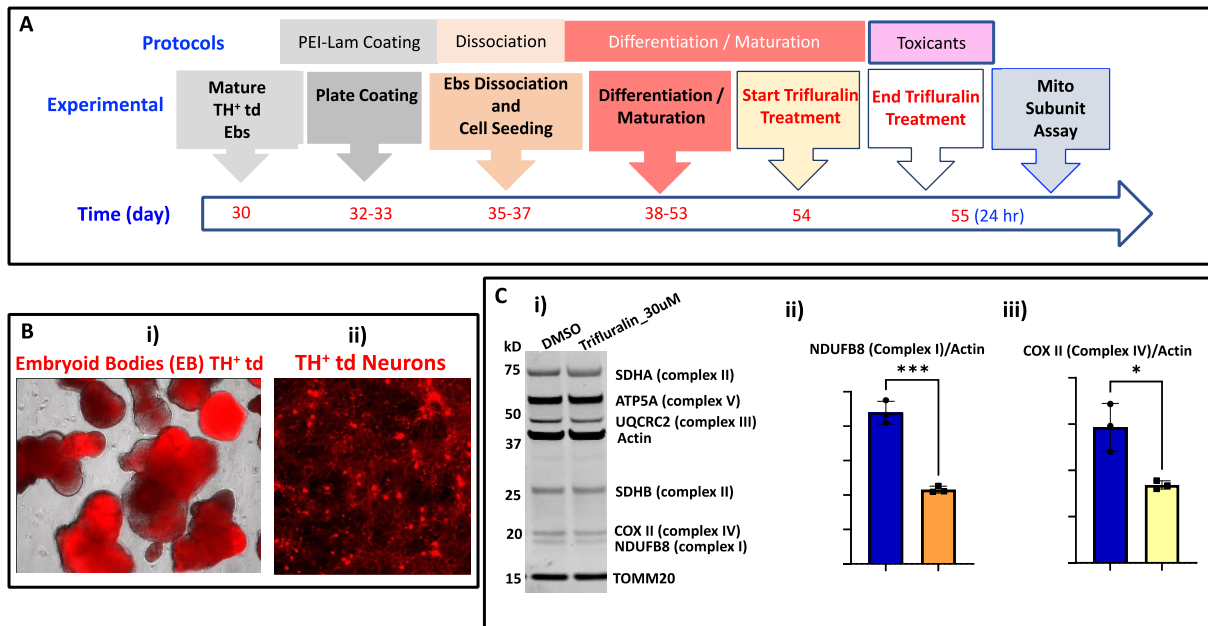 A
Protocols
PEI-Lam Coating
Dissociation
Differentiation / Maturation
Toxicants
Experimental
Mature
TH⁺ td
Ebs
Plate Coating
Ebs Dissociation
and
Cell Seeding
Differentiation /
Maturation
Start Trifluralin
Treatment
End Trifluralin
Treatment
Mito
Subunit
Assay
Time (day)
30
32-33
35-37
38-53
54
55 (24 hr)
B
i)
Embryoid Bodies (EB) TH⁺ td
ii)
TH⁺ td Neurons
C
i)
DMSO
Trifluralin_30uM
kD
75
50
37
25
20
15
SDHA (complex II)
ATP5A (complex V)
UQCRC2 (complex III)
Actin
SDHB (complex II)
COX II (complex IV)
NDUFB8 (complex I)
TOMM20
ii)
NDUFB8 (Complex I)/Actin
***
iii)
COX II (Complex IV)/Actin
*